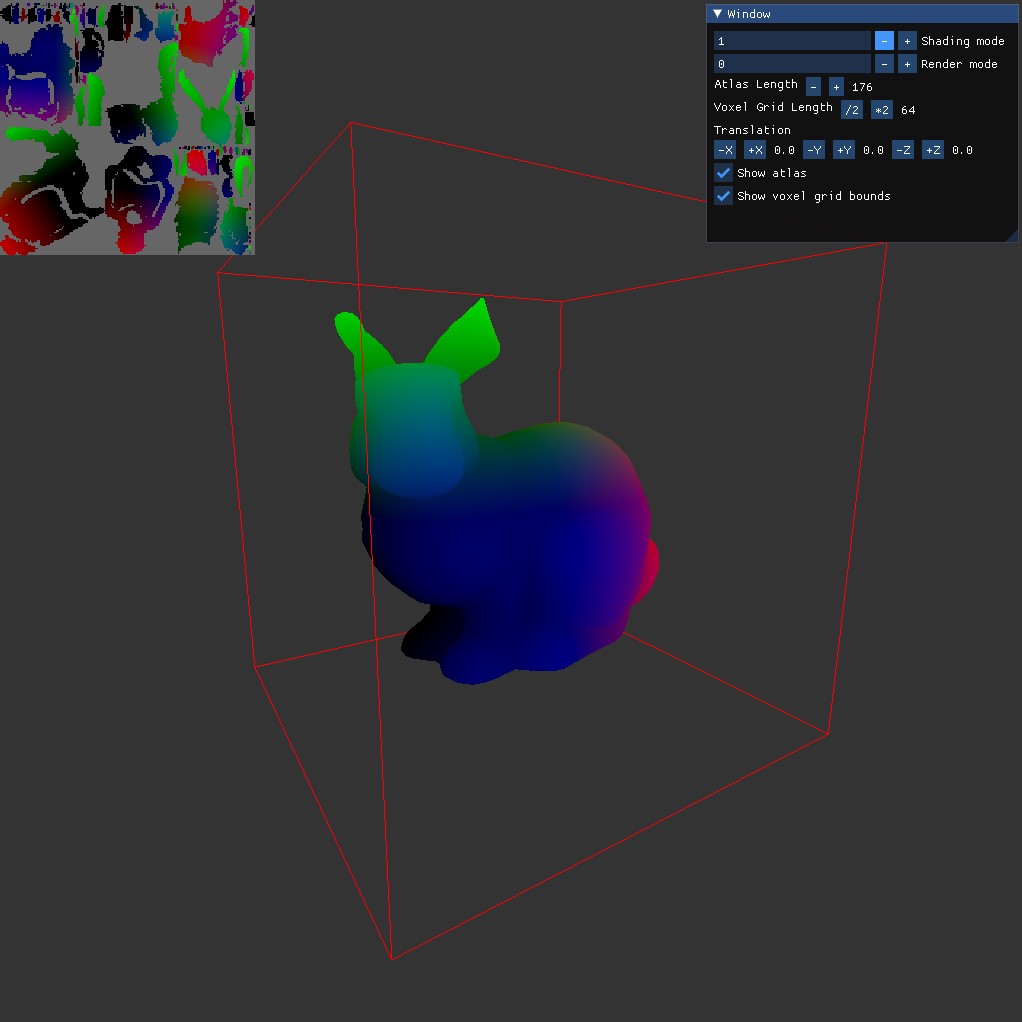 Window
1 - + Shading mode
0 - + Render mode
Atlas Length - + 176
Voxel Grid Length /2 *2 64
Translation
-X +X 0.0 -Y +Y 0.0 -Z +Z 0.0
Show atlas
Show voxel grid bounds